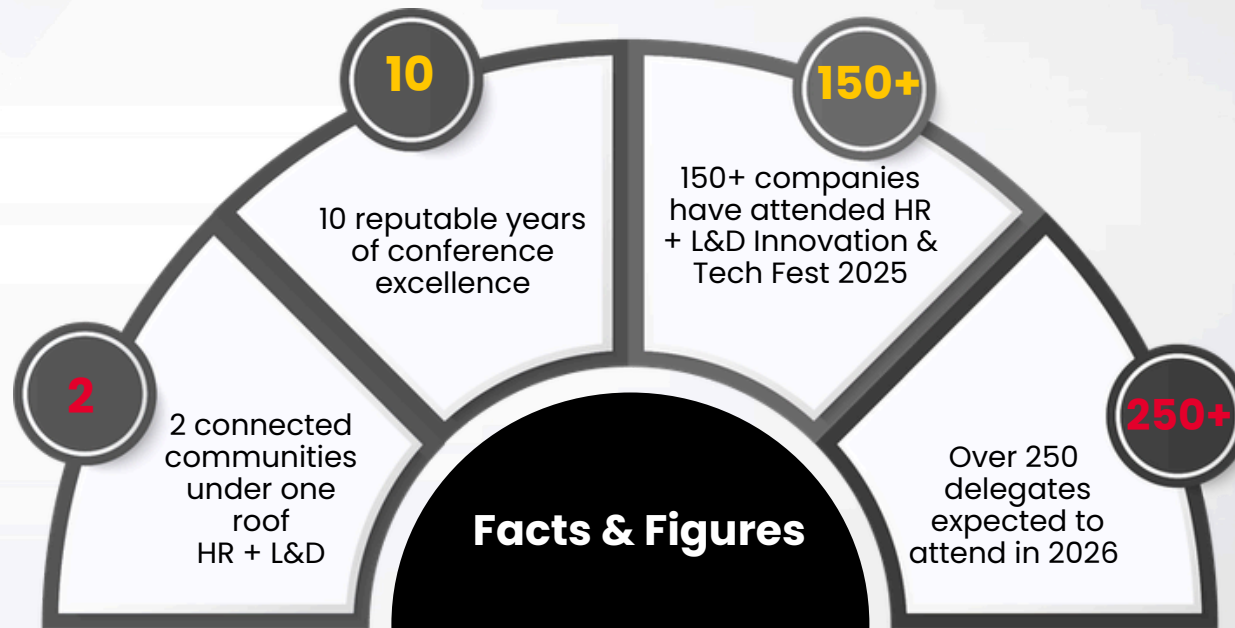 2
2 connected
communities
under one
roof
HR + L&D
10
10 reputable years
of conference
excellence
150+
150+ companies
have attended HR
+ L&D Innovation &
Tech Fest 2025
250+
Over 250
delegates
expected to
attend in 2026
Facts & Figures